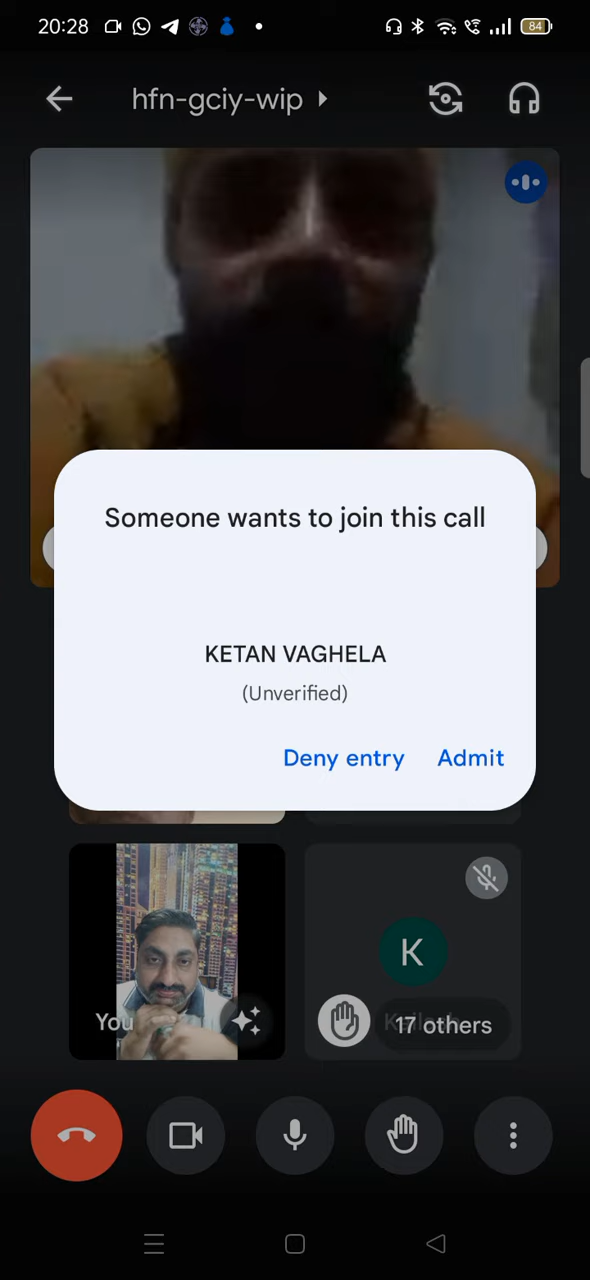 20:28
84
hfn-gciy-wip
Someone wants to join this call
KETAN VAGHELA
(Unverified)
Deny entry Admit
K
You
17 others